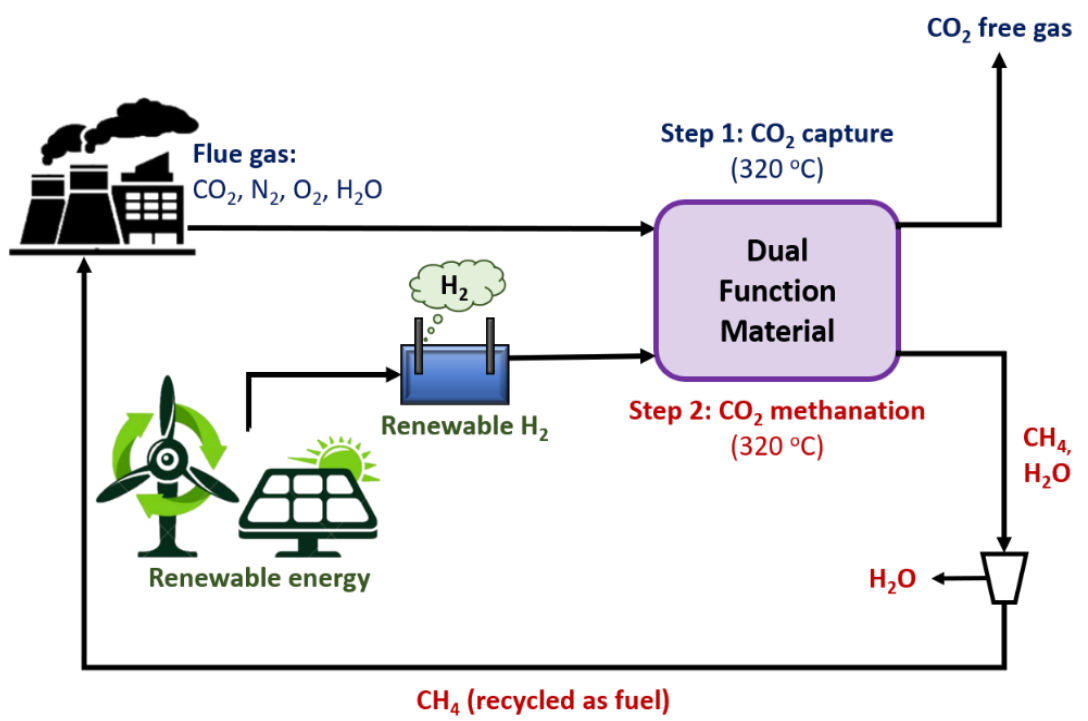 CO₂ free gas
Step 1: CO₂ capture
(320 °C)
Flue gas:
CO₂, N₂, O₂, H₂O
Dual
Function
Material
H₂
Renewable H₂
Step 2: CO₂ methanation
(320 °C)
CH₄,
H₂O
Renewable energy
H₂O
CH₄ (recycled as fuel)